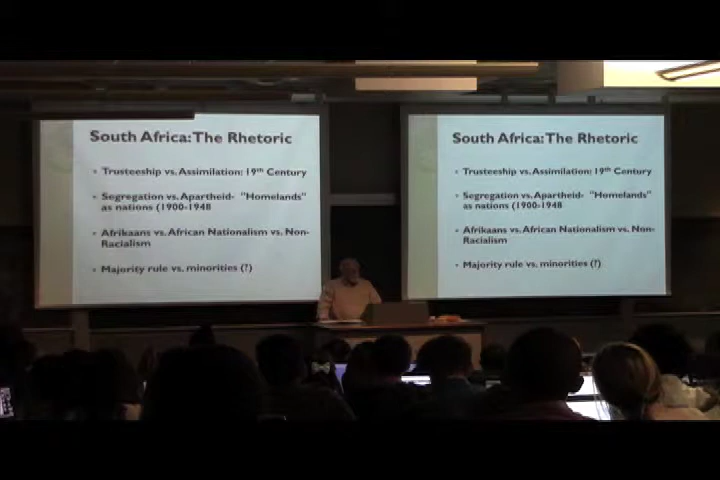 South Africa: The Rhetoric
Trusteeship vs. Assimilation: 19th Century
Segregation vs. Apartheid- "Homelands"
as nations (1900-1948
Afrikaans vs. African Nationalism vs. Non-
Racialism
Majority rule vs. minorities (?)
South Africa: The Rhetoric
Trusteeship vs. Assimilation: 19th Century
Segregation vs. Apartheid- "Homelands"
as nations (1900-1948
Afrikaans vs. African Nationalism vs. Non-
Racialism
Majority rule vs. minorities (?)